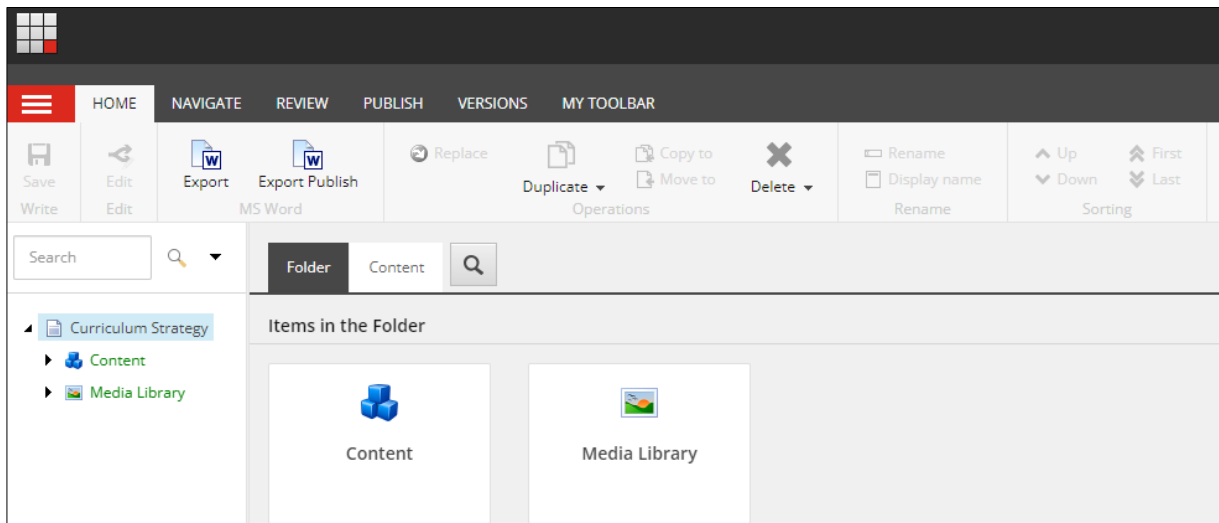 HOME NAVIGATE REVIEW PUBLISH VERSIONS MY TOOLBAR
Save Edit Export Export Publish Replace Duplicate Copy to Move to Delete Rename Display name Up Down First Last
Write Edit MS Word Operations Rename Sorting
Search
Folder Content
Curriculum Strategy
Content
Media Library
Items in the Folder
Content Media Library